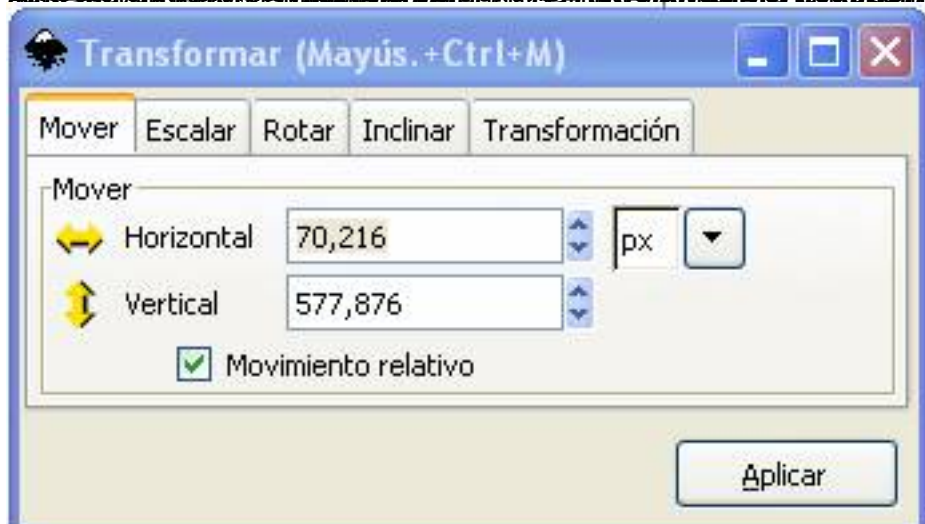 Transformar (Mayús.+Ctrl+M)
Mover Escalar Rotar Inclinar Transformación
Mover
Horizontal 70,216 px
Vertical 577,876
Movimiento relativo
Aplicar